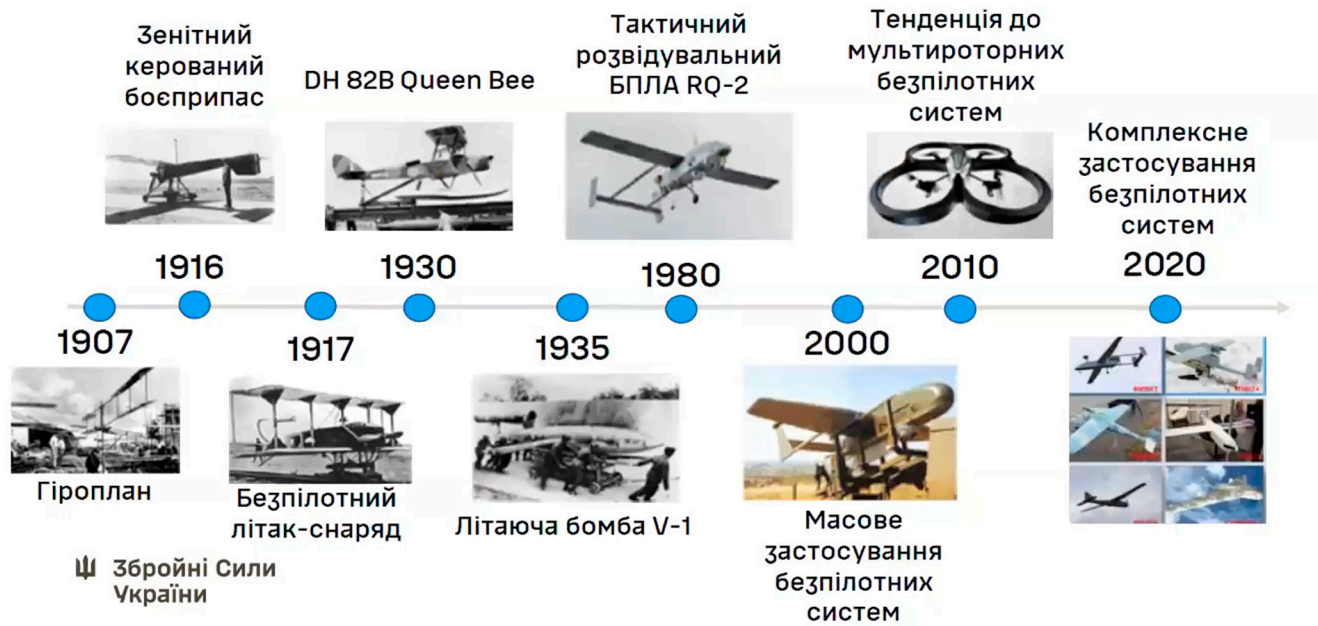 Зенітний
керований
боєприпас
DH 82B Queen Bee
Тактичний
розвідувальний
БПЛА RQ-2
Тенденція до
мультироторних
безпілотних
систем
Комплексне
застосування
безпілотних
систем
1916
1930
1980
2010
2020
1907
1917
1935
2000
Гіроплан
Безпілотний
літак-снаряд
Літаюча бомба V-1
Масове
застосування
безпілотних
систем
Збройні Сили
України